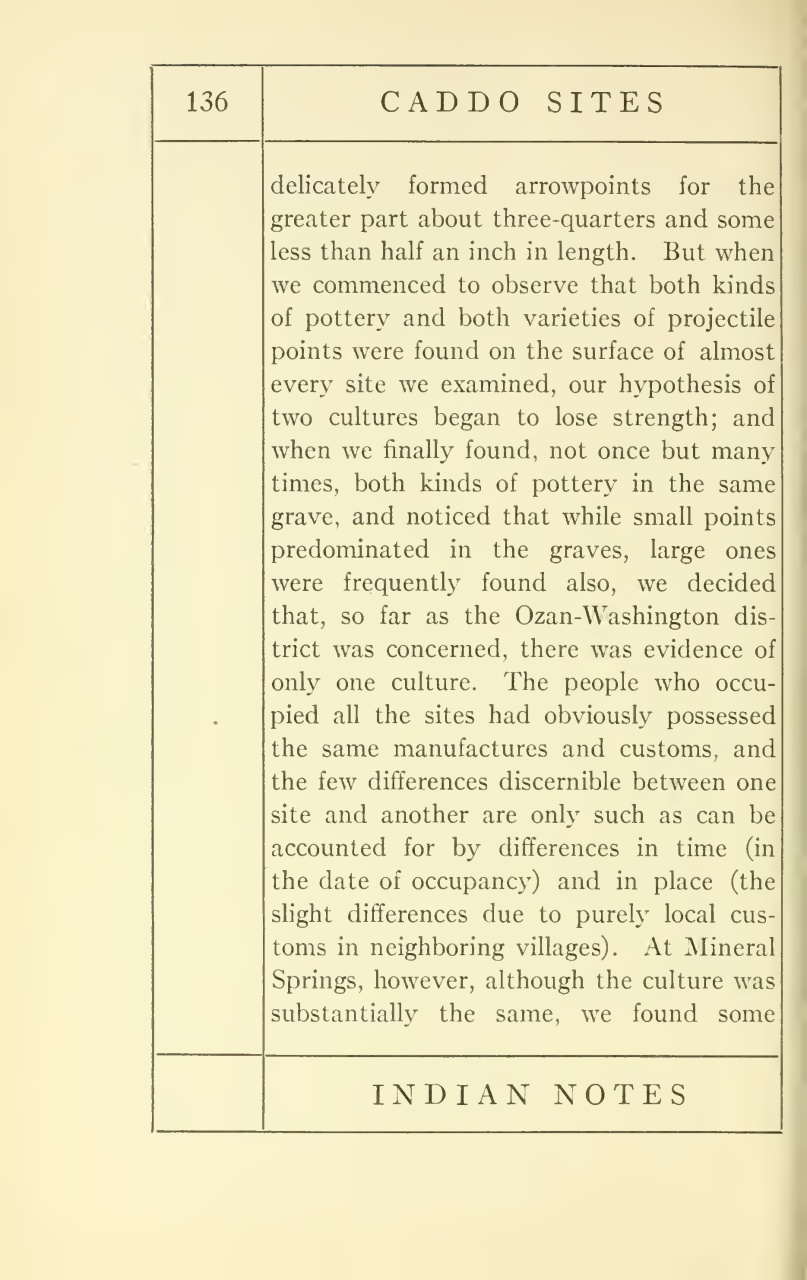 136
CADDO SITES
delicately formed arrowpoints for the
greater part about three-quarters and some
less than half an inch in length. But when
we commenced to observe that both kinds
of pottery and both varieties of projectile
points were found on the surface of almost
every site we examined, our hypothesis of
two cultures began to lose strength; and
when we finally found, not once but many
times, both kinds of pottery in the same
grave, and noticed that while small points
predominated in the graves, large ones
were frequently found also, we decided
that, so far as the Ozan-Washington dis-
trict was concerned, there was evidence of
only one culture. The people who occu-
pied all the sites had obviously possessed
the same manufactures and customs, and
the few differences discernible between one
site and another are only such as can be
accounted for by differences in time (in
the date of occupancy) and in place (the
slight differences due to purely local cus-
toms in neighboring villages). At Mineral
Springs, however, although the culture was
substantially the same, we found some
INDIAN NOTES